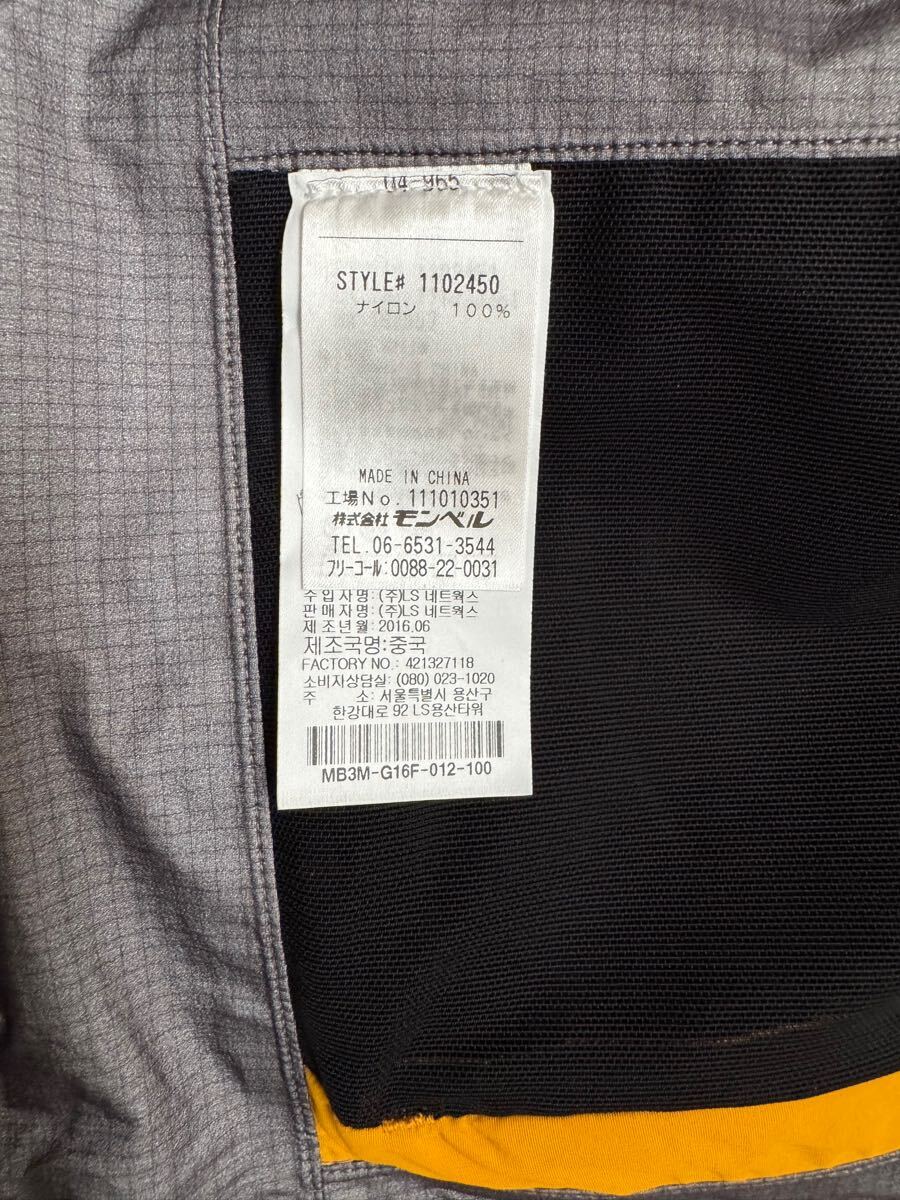 04-965
STYLE# 1102450
ナイロン 100%
MADE IN CHINA
工場No. 111010351
株式会社 モンベル
TEL.06-6531-3544
フリーコール:0088-22-0031
수 입 자 명: (주)LS 네트웍스
판 매 자 명: (주)LS 네트웍스
제 조 년 월: 2016.06
제조국명:중국
FACTORY NO.: 421327118
소비자상담실: (080) 023-1020
주 소: 서울특별시 용산구
한강대로 92 LS용산타워
MB3M-G16F-012-100